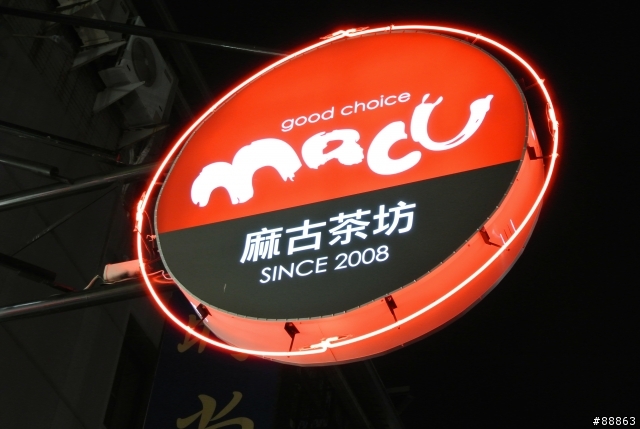 good choice
macu
麻古茶坊
SINCE 2008
#88863